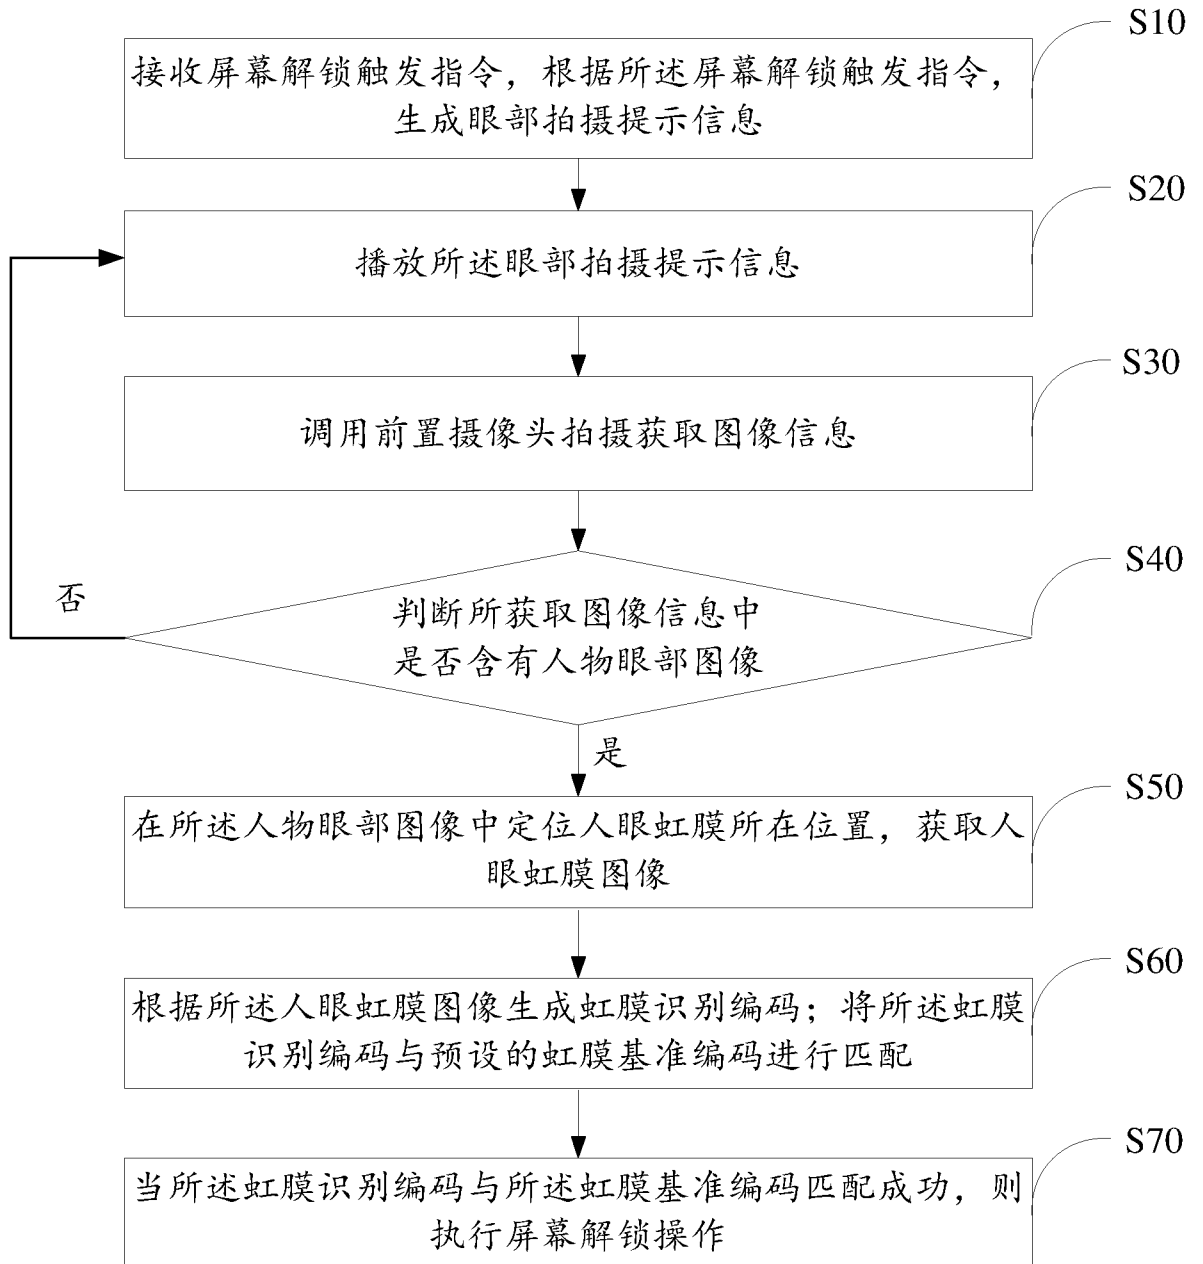 S10
接收屏幕解锁触发指令，根据所述屏幕解锁触发指令，
生成眼部拍摄提示信息
S20
播放所述眼部拍摄提示信息
S30
调用前置摄像头拍摄获取图像信息
S40
判断所获取图像信息中
是否含有人物眼部图像
否
是
S50
在所述人物眼部图像中定位人眼虹膜所在位置，获取人
眼虹膜图像
S60
根据所述人眼虹膜图像生成虹膜识别编码；将所述虹膜
识别编码与预设的虹膜基准编码进行匹配
S70
当所述虹膜识别编码与所述虹膜基准编码匹配成功，则
执行屏幕解锁操作